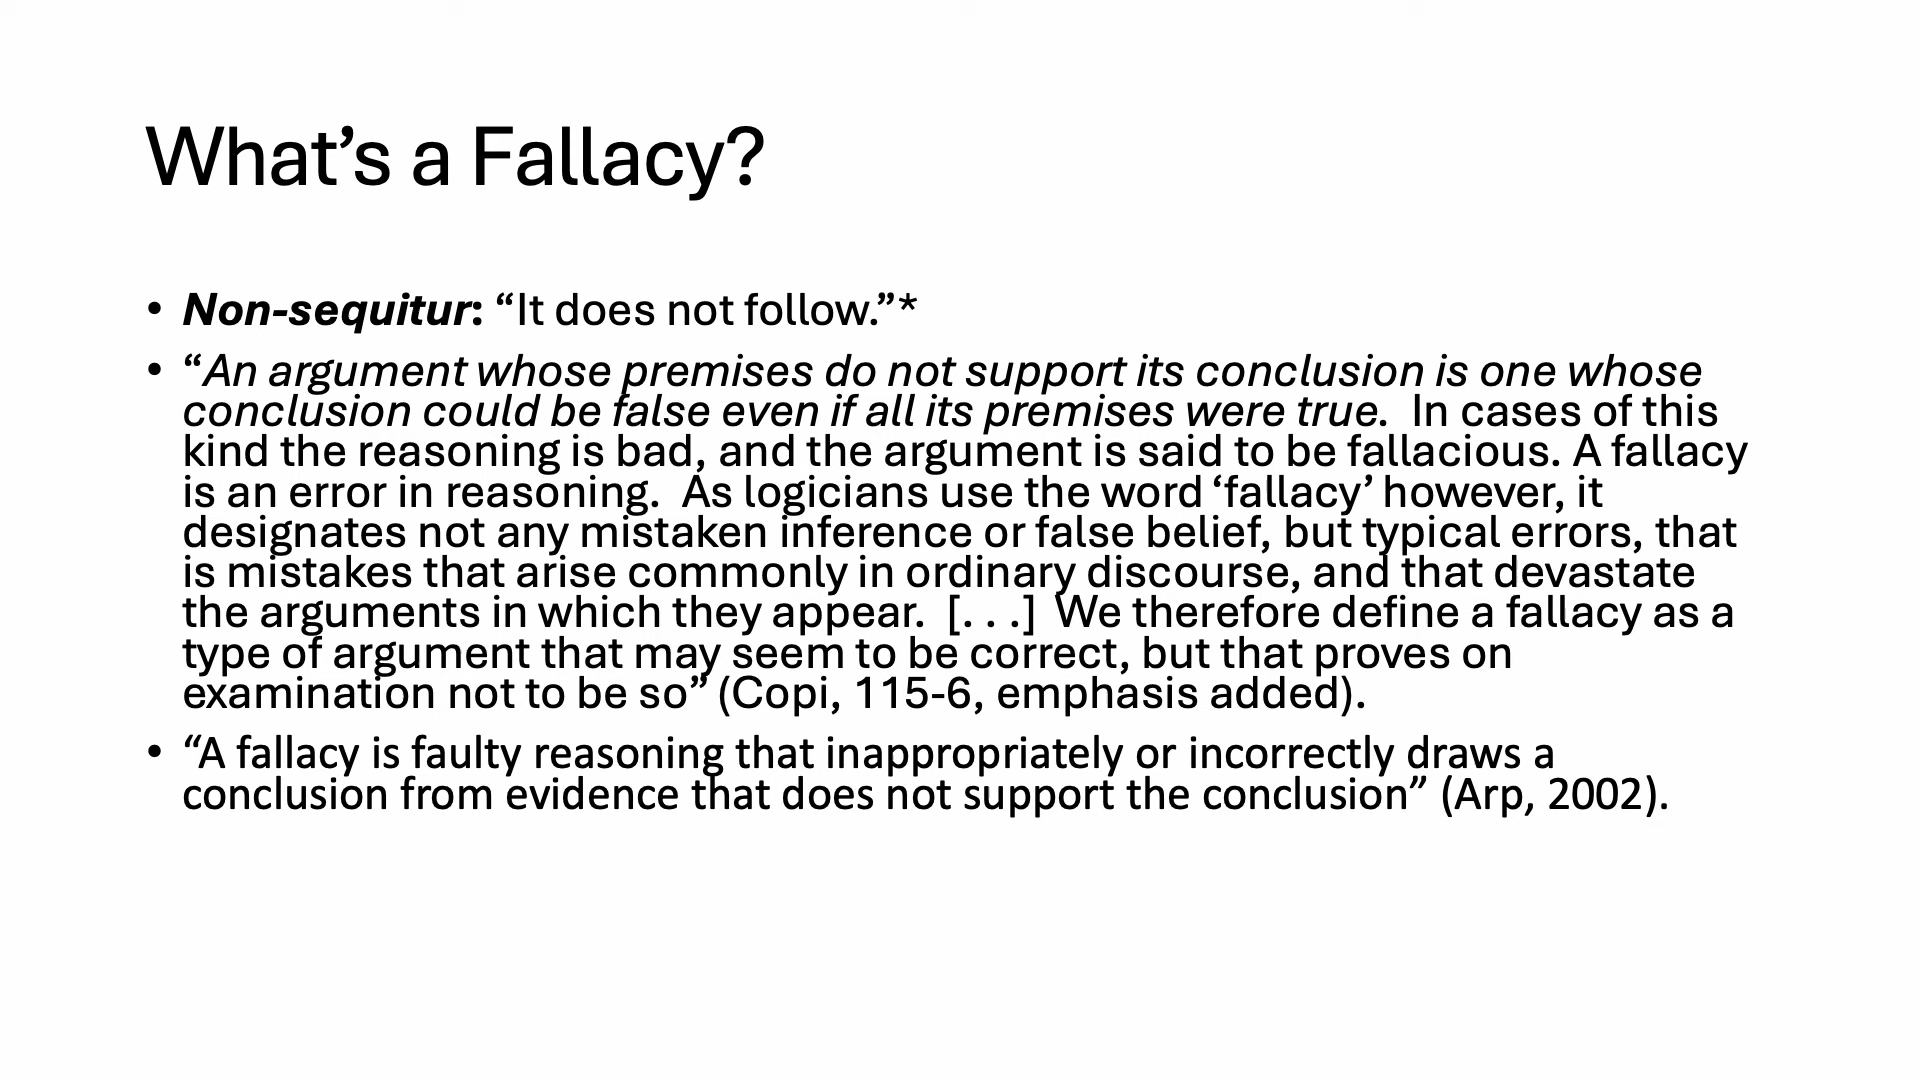 What’s a Fallacy?
• Non-sequitur: “It does not follow.”*
• “An argument whose premises do not support its conclusion is one whose
conclusion could be false even if all its premises were true.  In cases of this
kind the reasoning is bad, and the argument is said to be fallacious. A fallacy
is an error in reasoning.  As logicians use the word ‘fallacy’ however, it
designates not any mistaken inference or false belief, but typical errors, that
is mistakes that arise commonly in ordinary discourse, and that devastate
the arguments in which they appear.  [. . .]  We therefore define a fallacy as a
type of argument that may seem to be correct, but that proves on
examination not to be so” (Copi, 115-6, emphasis added).
• “A fallacy is faulty reasoning that inappropriately or incorrectly draws a
conclusion from evidence that does not support the conclusion” (Arp, 2002).